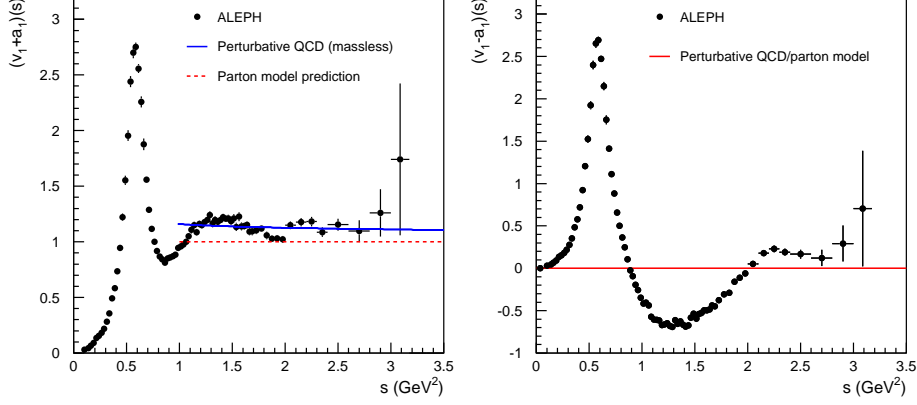 (v₁+a₁)(s)
3
2.5
2
1.5
1
0.5
0
ALEPH
Perturbative QCD (massless)
Parton model prediction
0 0.5 1 1.5 2 2.5 3 3.5
s (GeV²)
(v₁-a₁)(s)
3
2.5
2
1.5
1
0.5
0
-0.5
-1
ALEPH
Perturbative QCD/parton model
0 0.5 1 1.5 2 2.5 3 3.5
s (GeV²)